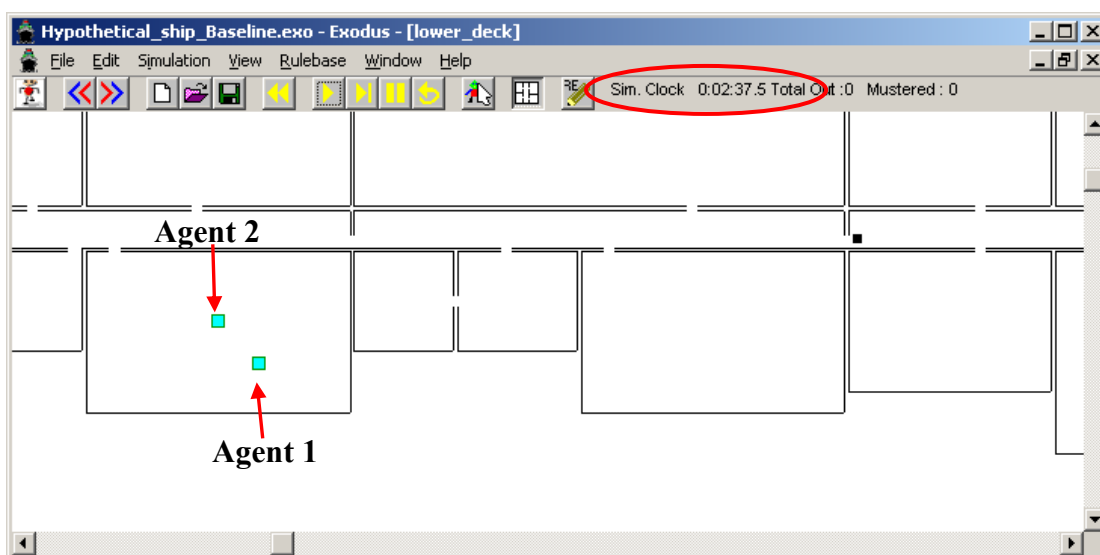 Hypothetical_ship_Baseline.exo - Exodus - [lower_deck]
File Edit Simulation View Rulebase Window Help
RE Sim. Clock 0:02:37.5 Total Out :0 Mustered : 0
Agent 2
Agent 1